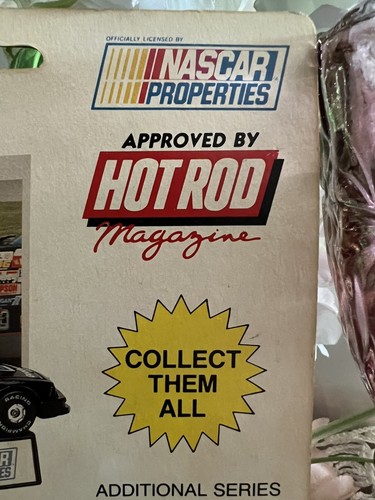 OFFICIALLY LICENSED BY
NASCAR
PROPERTIES
APPROVED BY
HOT ROD
Magazine
COLLECT
THEM
ALL
ADDITIONAL SERIES